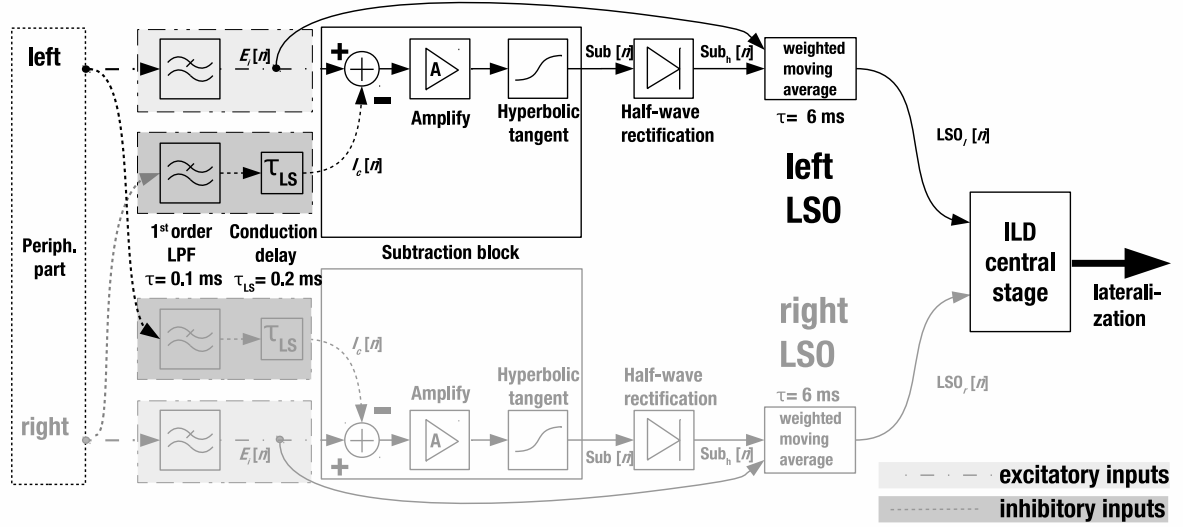 left
E_i[n]
+
−
A
Amplify
Hyperbolic
tangent
Sub [n]
Half-wave
rectification
Sub_h [n]
weighted
moving
average
τ= 6 ms
left
LSO
LSO_l [n]
τ_LS
I_c[n]
1st order
LPF
τ= 0.1 ms
Conduction
delay
τ_LS= 0.2 ms
Subtraction block
Periph.
part
ILD
central
stage
laterali-
zation
τ_LS
I_c[n]
right
LSO
τ= 6 ms
LSO_r [n]
right
E_i[n]
−
+
Amplify
A
Hyperbolic
tangent
Sub [n]
Half-wave
rectification
Sub_h [n]
weighted
moving
average
excitatory inputs
inhibitory inputs